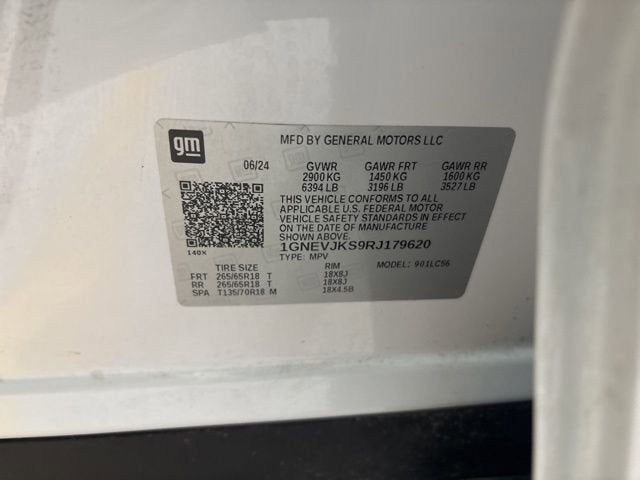 gm
MFD BY GENERAL MOTORS LLC
06/24 GVWR GAWR FRT GAWR RR
2900 KG 1450 KG 1600 KG
6394 LB 3196 LB 3527 LB
THIS VEHICLE CONFORMS TO ALL
APPLICABLE U.S. FEDERAL MOTOR
VEHICLE SAFETY STANDARDS IN EFFECT
ON THE DATE OF MANUFACTURE
1GNEVJKS9RJ179620
140X TYPE: MPV MODEL: 901LC56
TIRE SIZE RIM
FRT 265/65R18 T 18X8J
RR 265/65R18 T 18X8J
SPA T135/70R18 M 18X4.5B